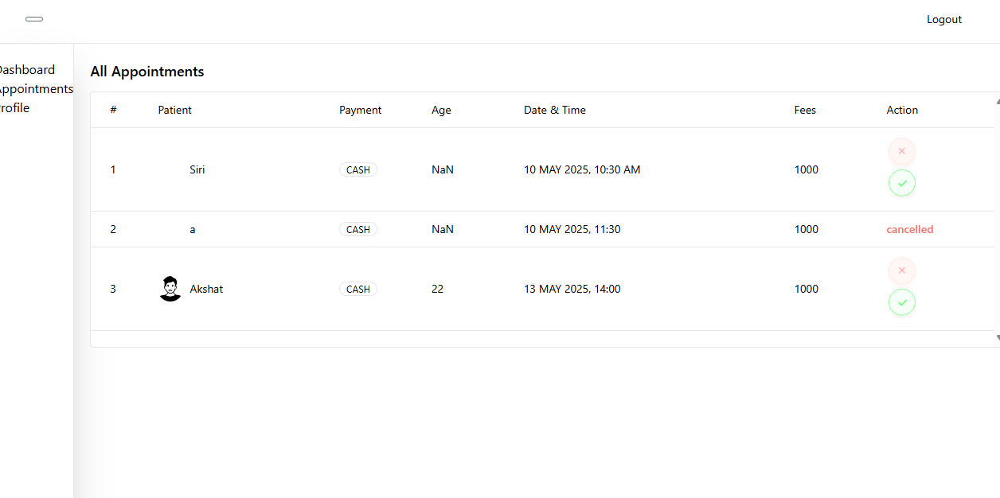 Logout
Dashboard
Appointments
Profile
All Appointments
# Patient Payment Age Date & Time Fees Action
1 Siri CASH NaN 10 MAY 2025, 10:30 AM 1000
2 a CASH NaN 10 MAY 2025, 11:30 1000 cancelled
3 Akshat CASH 22 13 MAY 2025, 14:00 1000